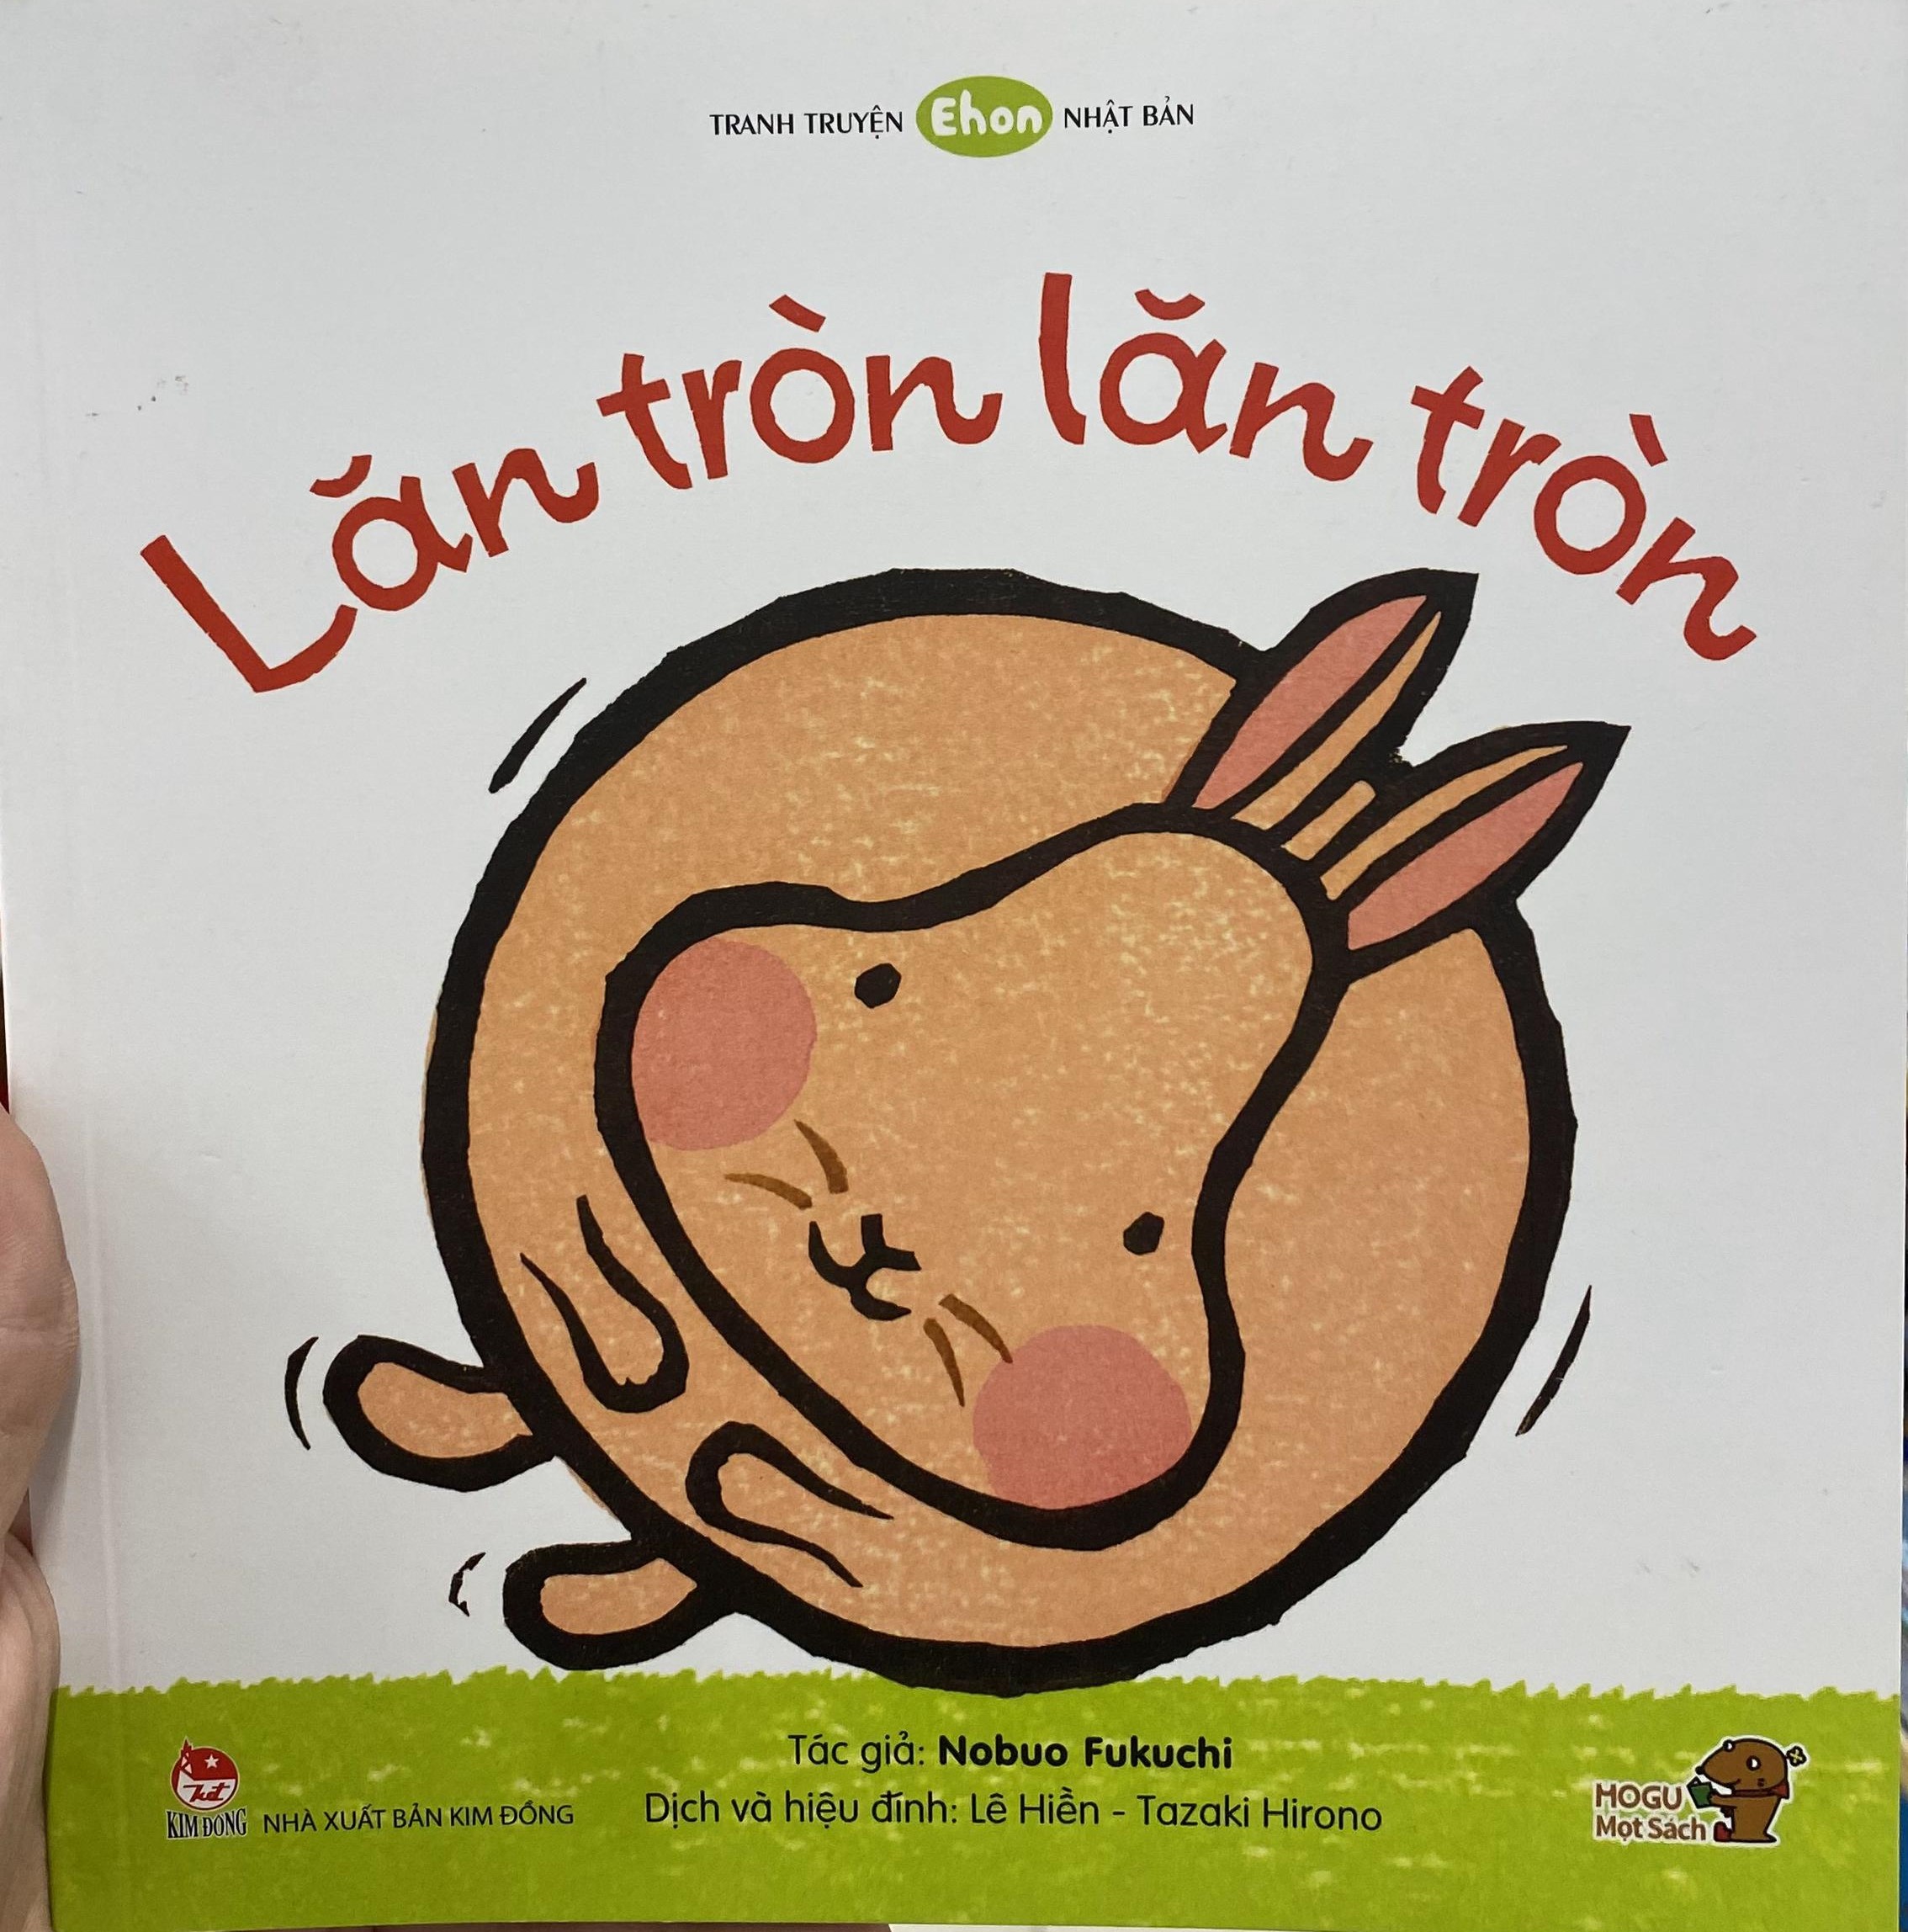 TRANH TRUYỆN Ehon NHẬT BẢN
Lăn tròn lăn tròn
Tác giả: Nobuo Fukuchi
Dịch và hiệu đính: Lê Hiền - Tazaki Hirono
KIM ĐỒNG NHÀ XUẤT BẢN KIM ĐỒNG
HOGU
Mọt Sách